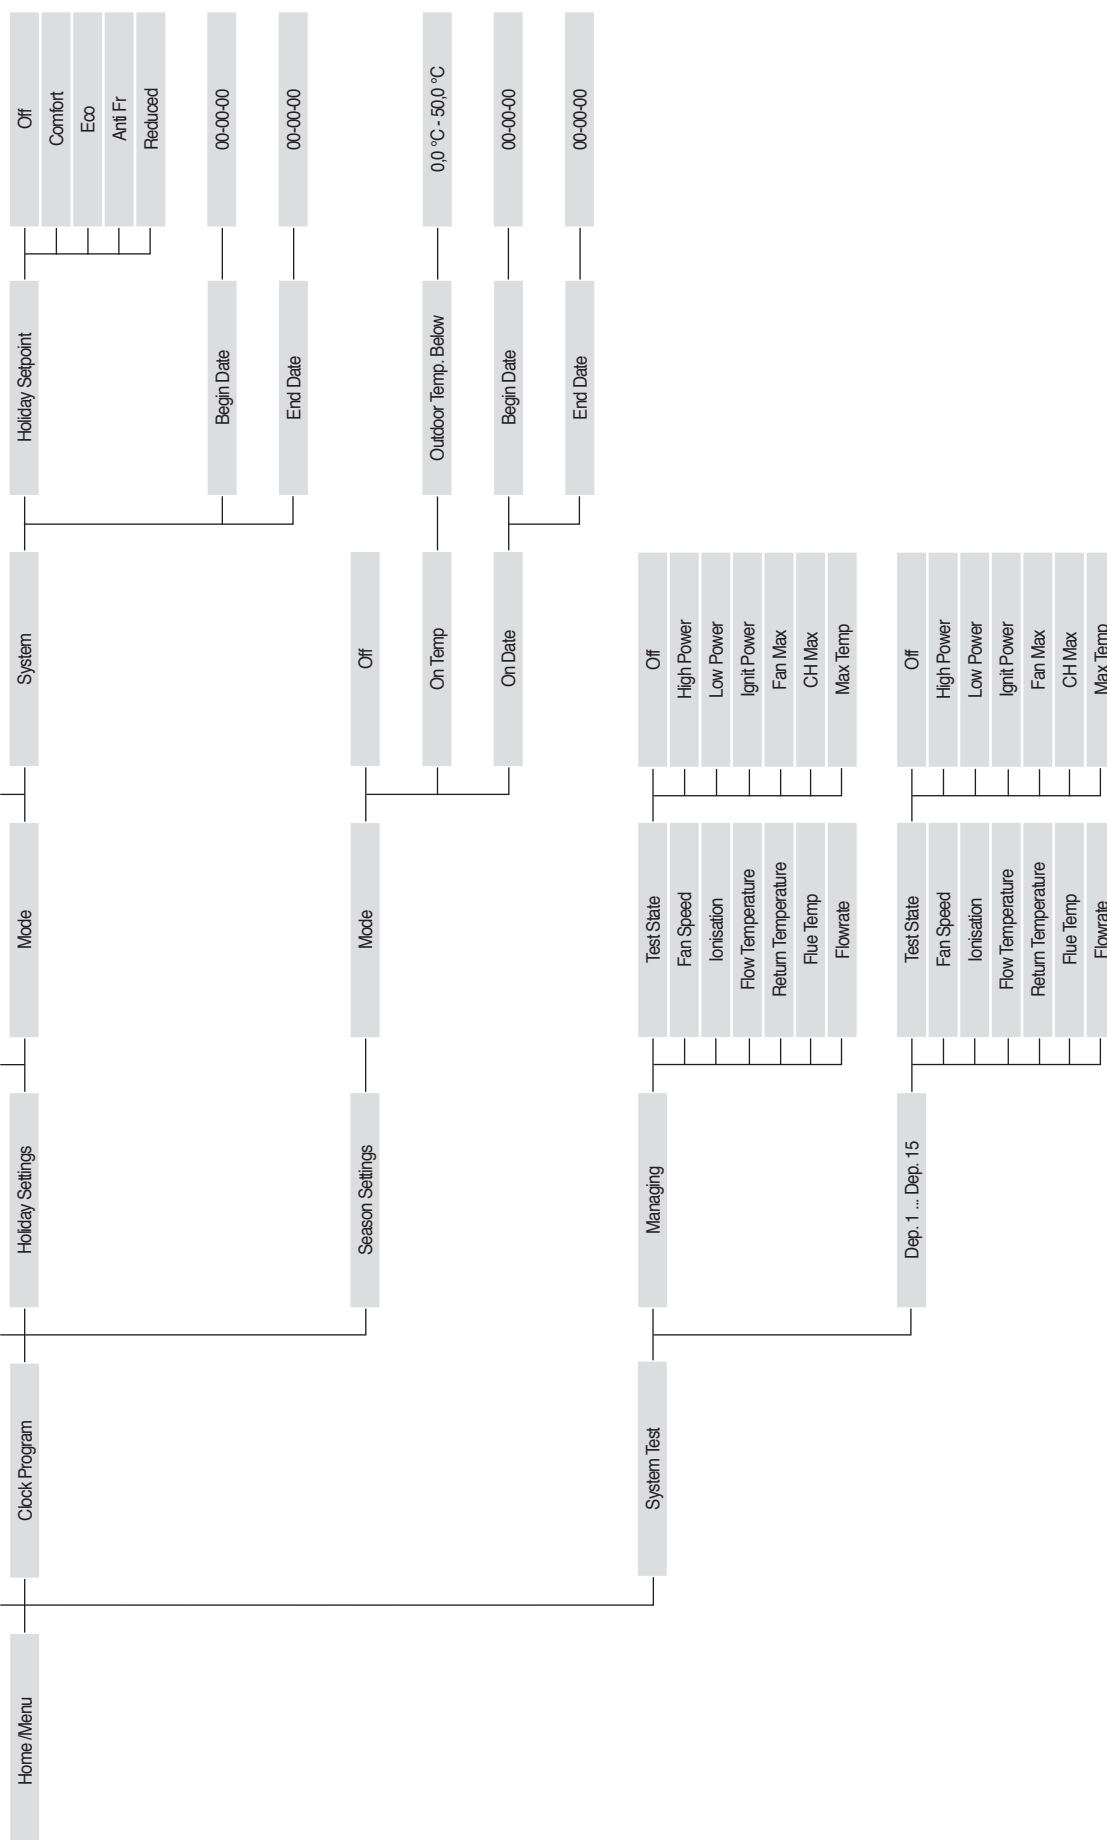 Home /Menu
Clock Program
Holiday Settings
Mode
System
Holiday Setpoint
Off
Comfort
Eco
Anti Fr
Reduced
Begin Date
00-00-00
End Date
00-00-00
Season Settings
Mode
Off
On Temp
Outdoor Temp. Below
0,0 °C - 50,0 °C
On Date
Begin Date
00-00-00
End Date
00-00-00
System Test
Managing
Test State
Off
Fan Speed
High Power
Ionisation
Low Power
Flow Temperature
Ignit Power
Return Temperature
Fan Max
Flue Temp
CH Max
Flowrate
Max Temp
Dep. 1 ... Dep. 15
Test State
Off
Fan Speed
High Power
Ionisation
Low Power
Flow Temperature
Ignit Power
Return Temperature
Fan Max
Flue Temp
CH Max
Flowrate
Max Temp